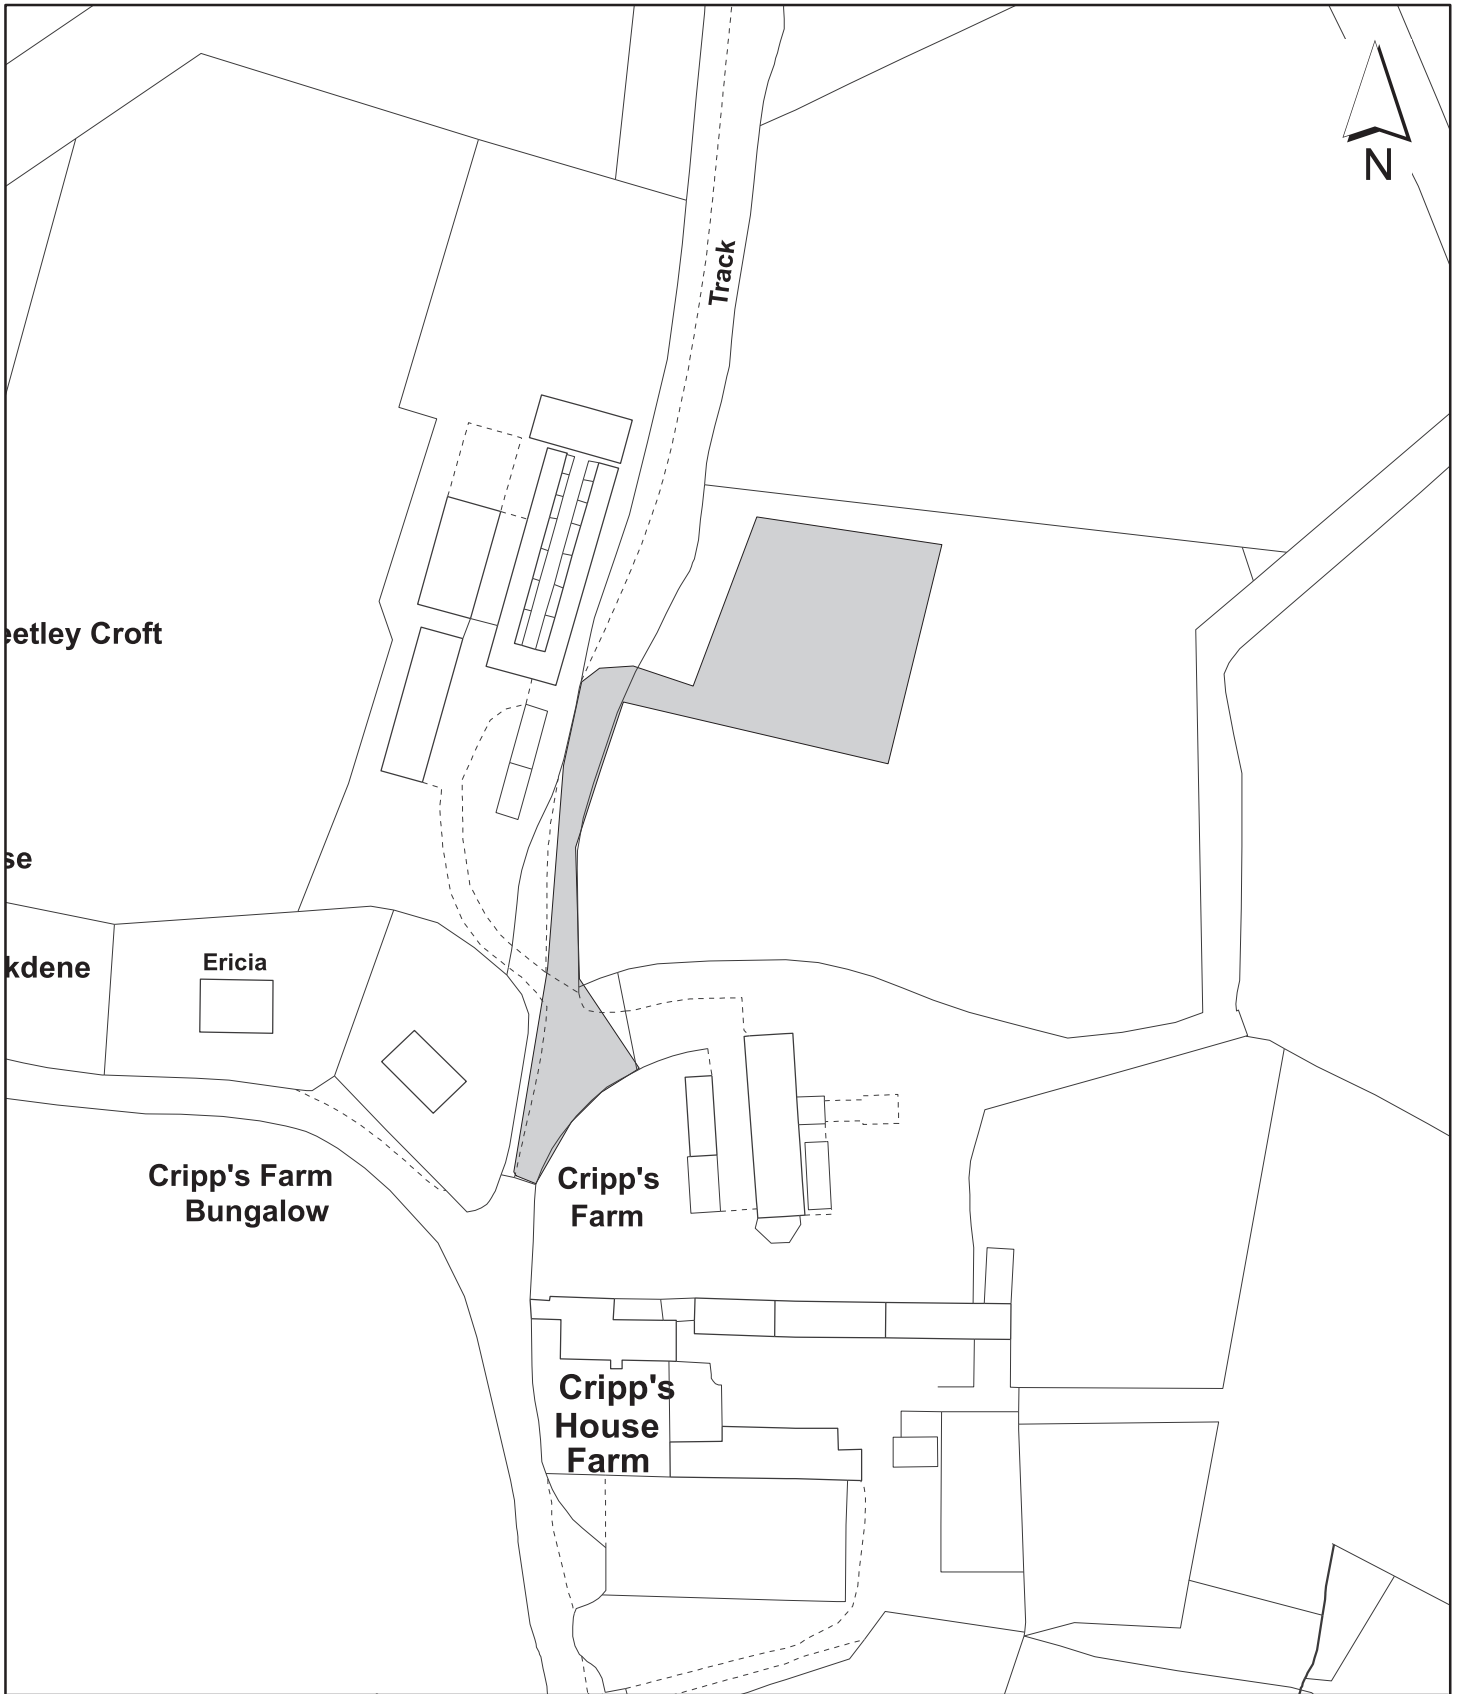 N
Track
eetley Croft
se
Ericia
kdene
Cripp's Farm
Bungalow
Cripp's
Farm
Cripp's
House
Farm